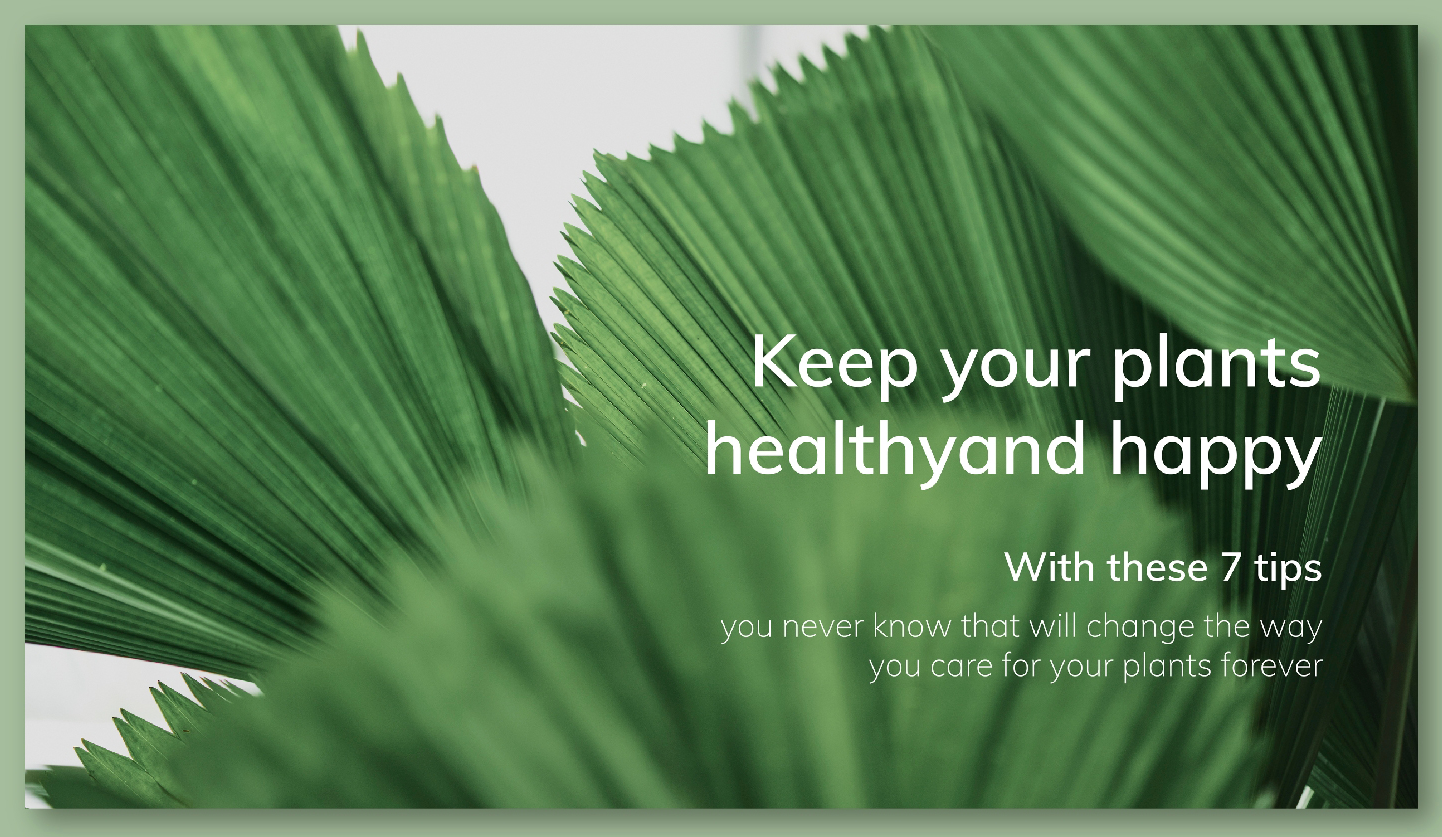 Keep your plants
healthyand happy
With these 7 tips
you never know that will change the way
you care for your plants forever